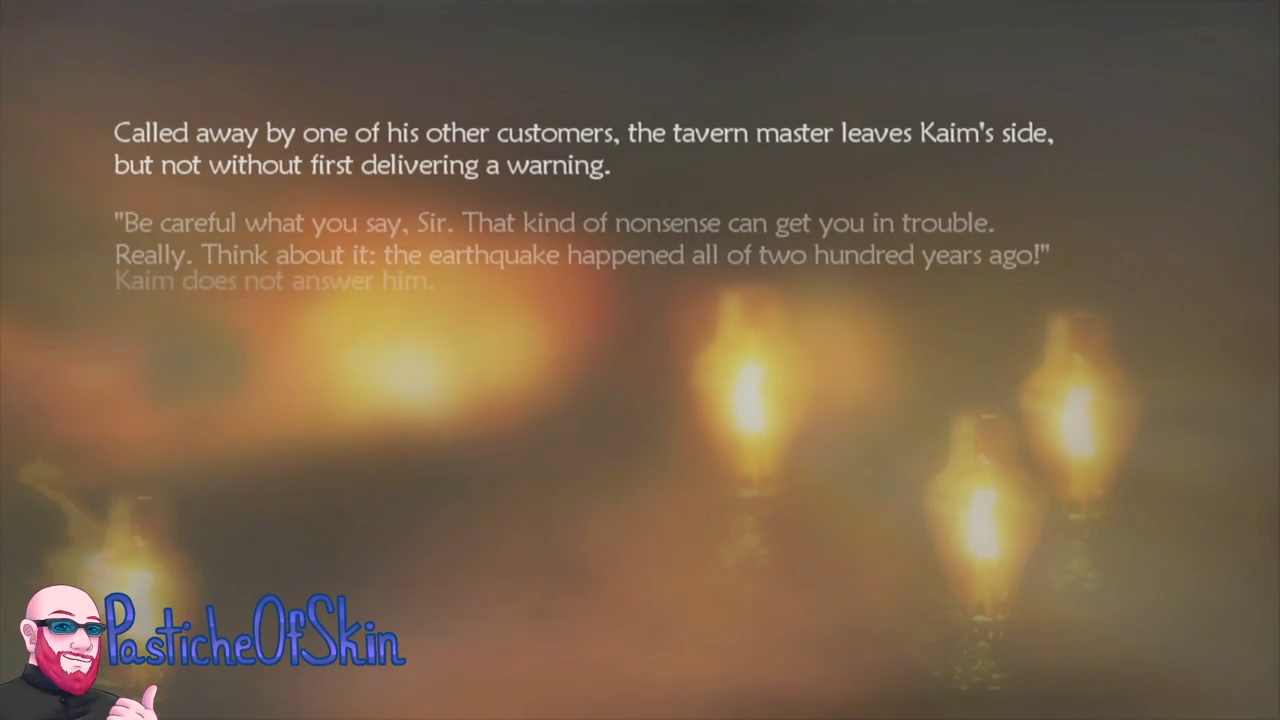 Called away by one of his other customers, the tavern master leaves Kaim's side,
but not without first delivering a warning.
"Be careful what you say, Sir. That kind of nonsense can get you in trouble.
Really. Think about it: the earthquake happened all of two hundred years ago!"
Kaim does not answer him.
PasticheOfSkin